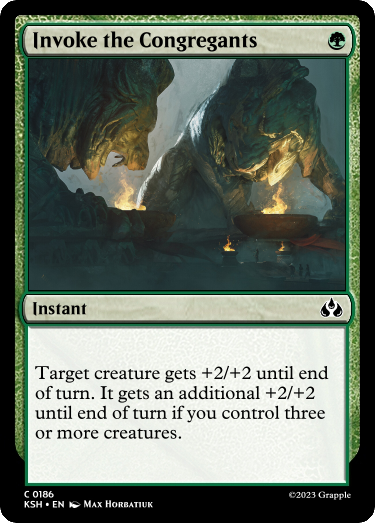 Invoke the Congregants
Instant
Target creature gets +2/+2 until end
of turn. It gets an additional +2/+2
until end of turn if you control three
or more creatures.
C 0186
KSH • EN Max Horbatiuk
©2023 Grapple